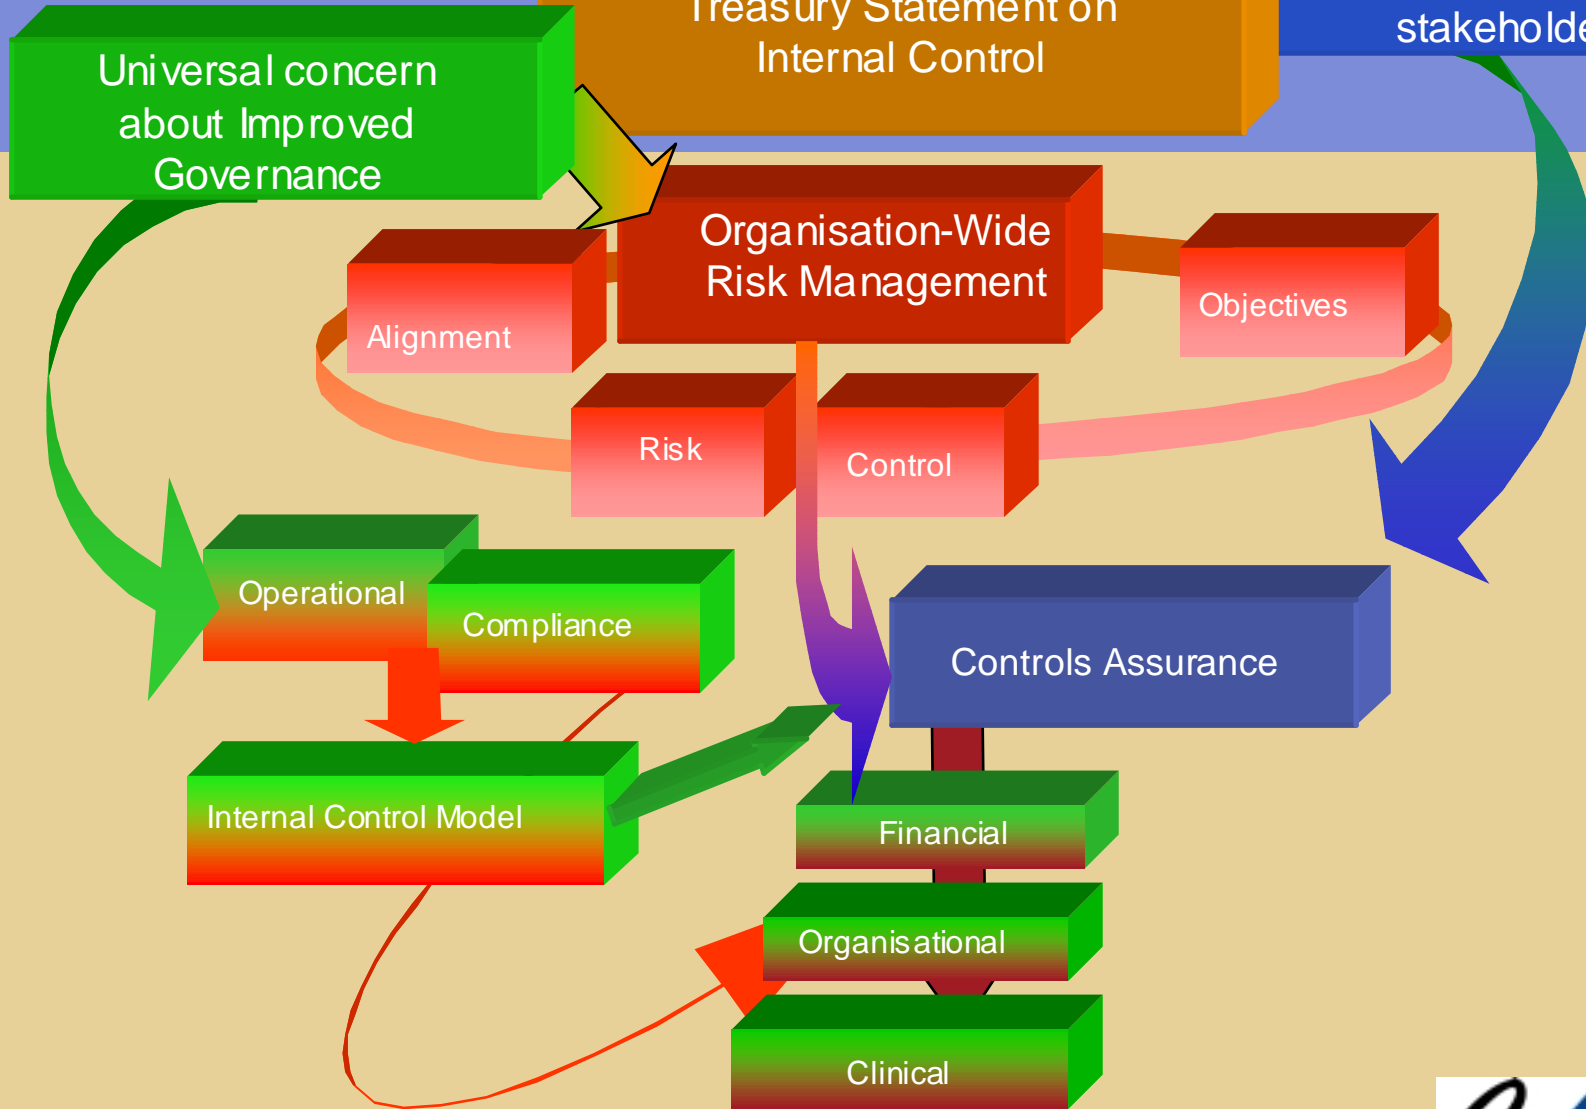 Treasury Statement on
Internal Control
Universal concern
about Improved
Governance
Organisation-Wide
Risk Management
Alignment
Objectives
Risk
Control
Operational
Compliance
Controls Assurance
Internal Control Model
Financial
Organisational
Clinical